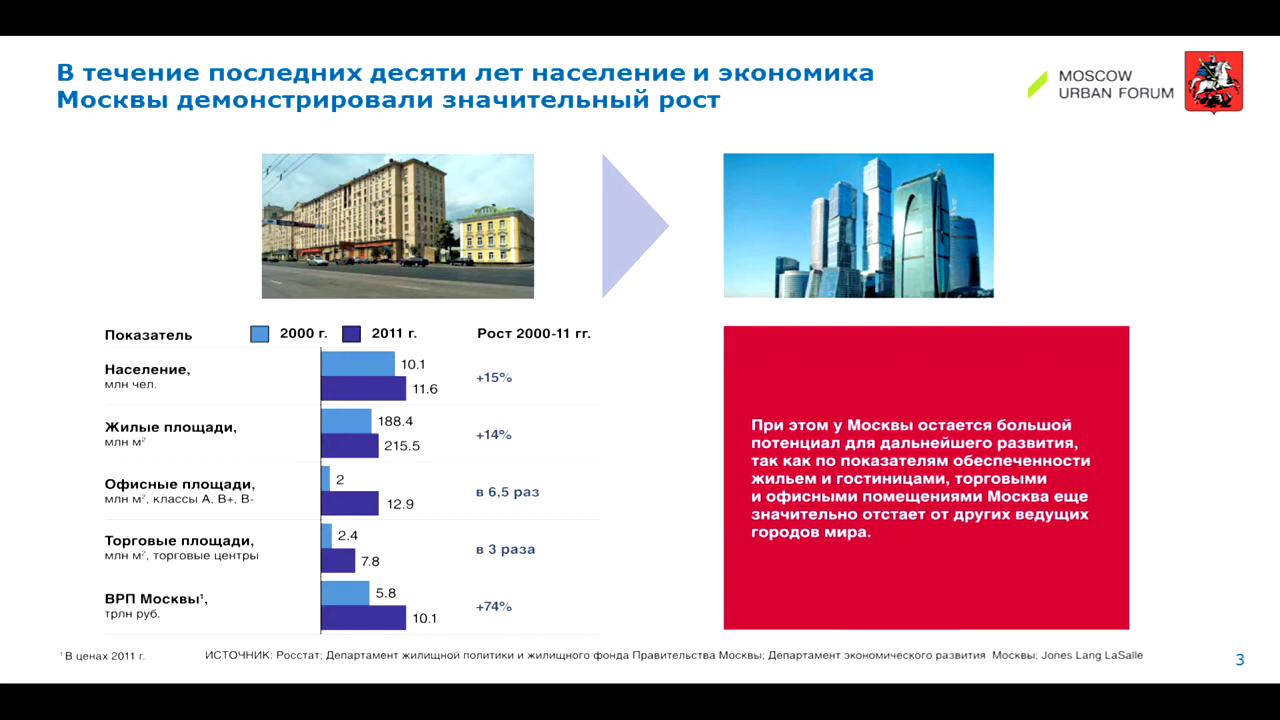 В течение последних десяти лет население и экономика
Москвы демонстрировали значительный рост
MOSCOW
URBAN FORUM
Показатель 2000 г. 2011 г. Рост 2000-11 гг.
Население,
млн чел.
10.1
11.6
+15%
Жилые площади,
млн м²
188.4
215.5
+14%
Офисные площади,
млн м², классы А, В+, В-
2
12.9
в 6,5 раз
Торговые площади,
млн м², торговые центры
2.4
7.8
в 3 раза
ВРП Москвы¹,
трлн руб.
5.8
10.1
+74%
При этом у Москвы остается большой
потенциал для дальнейшего развития,
так как по показателям обеспеченности
жильем и гостиницами, торговыми
и офисными помещениями Москва еще
значительно отстает от других ведущих
городов мира.
¹ В ценах 2011 г.
ИСТОЧНИК: Росстат; Департамент жилищной политики и жилищного фонда Правительства Москвы; Департамент экономического развития Москвы; Jones Lang LaSalle
3